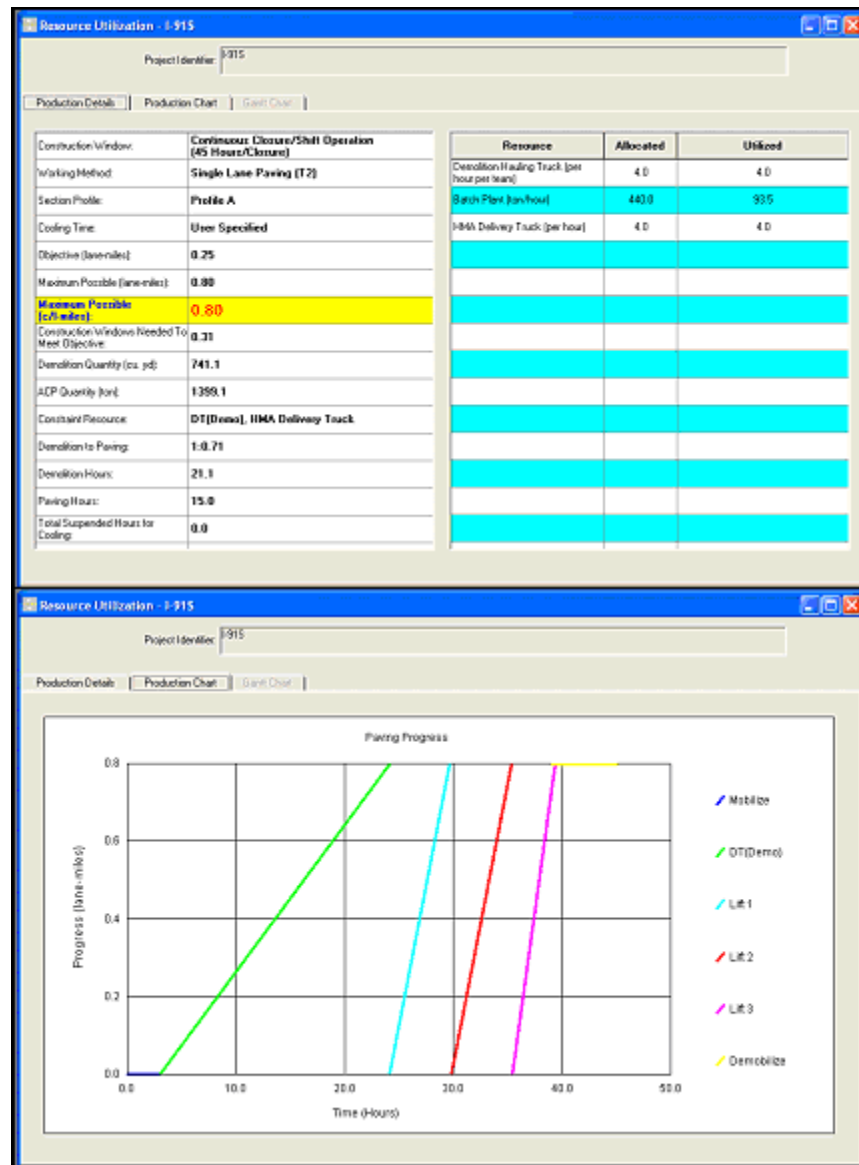 Resource Utilization - I-915
Project Identifier: I-915
Production Details Production Chart Gantt Chart
Construction Window: Continuous Closure/Shift Operation
(45 Hours/Closure)
Working Method: Single Lane Paving (T2)
Section Profile: Profile A
Cooling Time: User Specified
Objective (lane-miles): 0.25
Maximum Possible (lane-miles): 0.80
Maximum Possible
(c/l-miles): 0.80
Construction Windows Needed To
Meet Objective: 0.31
Demolition Quantity (cu. yd): 741.1
ACP Quantity (ton): 1399.1
Constraint Resource: DT(Demo), HMA Delivery Truck
Demolition to Paving: 1:0.71
Demolition Hours: 21.1
Paving Hours: 15.0
Total Suspended Hours for
Cooling: 0.0
Resource Allocated Utilized
Demolition Hauling Truck (per
hour per team) 4.0 4.0
Batch Plant (ton/hour) 440.0 93.5
HMA Delivery Truck (per hour) 4.0 4.0
Resource Utilization - I-915
Project Identifier: I-915
Production Details Production Chart Gantt Chart
Paving Progress
Progress (lane-miles)
0.8
0.6
0.4
0.2
0.0
0.0 10.0 20.0 30.0 40.0 50.0
Time (Hours)
Mobilize
DT(Demo)
Lift 1
Lift 2
Lift 3
Demobilize